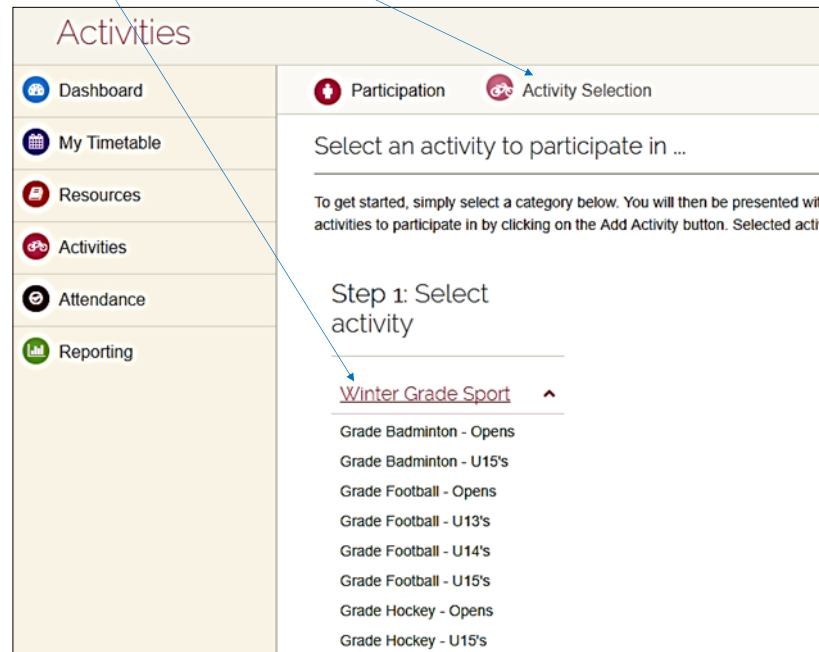 Activities
Dashboard
My Timetable
Resources
Activities
Attendance
Reporting
Participation
Activity Selection
Select an activity to participate in ...
To get started, simply select a category below. You will then be presented
activities to participate in by clicking on the Add Activity button. Selected
Step 1: Select
activity
Winter Grade Sport
Grade Badminton - Opens
Grade Badminton - U15's
Grade Football - Opens
Grade Football - U13's
Grade Football - U14's
Grade Football - U15's
Grade Hockey - Opens
Grade Hockey - U15's